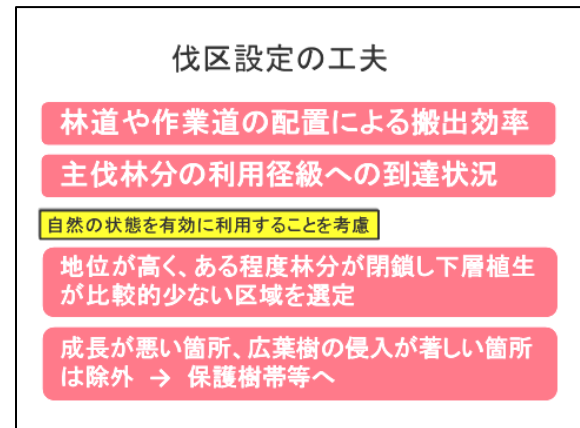 伐区設定の工夫
林道や作業道の配置による搬出効率
主伐林分の利用径級への到達状況
自然の状態を有効に利用することを考慮
地位が高く、ある程度林分が閉鎖し下層植生
が比較的少ない区域を選定
成長が悪い箇所、広葉樹の侵入が著しい箇所
は除外 → 保護樹帯等へ